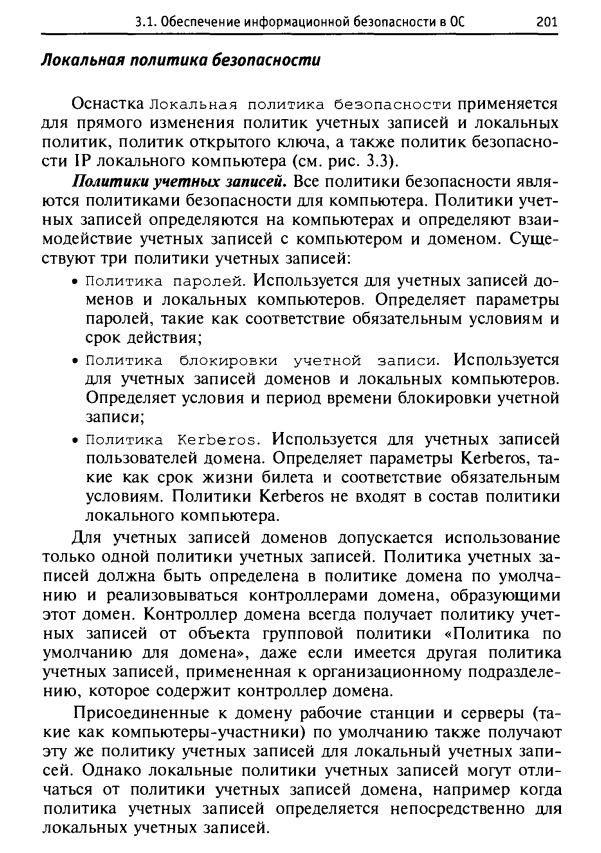 3.1. Обеспечение информационной безопасности в ОС 201
Локальная политика безопасности
Оснастка Локальная политика безопасности применяется
для прямого изменения политик учетных записей и локальных
политик, политик открытого ключа, а также политик безопасно-
сти IP локального компьютера (см. рис. 3.3).
Политики учетных записей. Все политики безопасности явля-
ются политиками безопасности для компьютера. Политики учет-
ных записей определяются на компьютерах и определяют взаи-
модействие учетных записей с компьютером и доменом. Суще-
ствуют три политики учетных записей:
• Политика паролей. Используется для учетных записей до-
менов и локальных компьютеров. Определяет параметры
паролей, такие как соответствие обязательным условиям и
срок действия;
• Политика блокировки учетной записи. Используется
для учетных записей доменов и локальных компьютеров.
Определяет условия и период времени блокировки учетной
записи;
• Политика Kerberos. Используется для учетных записей
пользователей домена. Определяет параметры Kerberos, та-
кие как срок жизни билета и соответствие обязательным
условиям. Политики Kerberos не входят в состав политики
локального компьютера.
Для учетных записей доменов допускается использование
только одной политики учетных записей. Политика учетных за-
писей должна быть определена в политике домена по умолча-
нию и реализовываться контроллерами домена, образующими
этот домен. Контроллер домена всегда получает политику учет-
ных записей от объекта групповой политики «Политика по
умолчанию для домена», даже если имеется другая политика
учетных записей, примененная к организационному подразделе-
нию, которое содержит контроллер домена.
Присоединенные к домену рабочие станции и серверы (та-
кие как компьютеры-участники) по умолчанию также получают
эту же политику учетных записей для локальный учетных запи-
сей. Однако локальные политики учетных записей могут отли-
чаться от политики учетных записей домена, например когда
политика учетных записей определяется непосредственно для
локальных учетных записей.